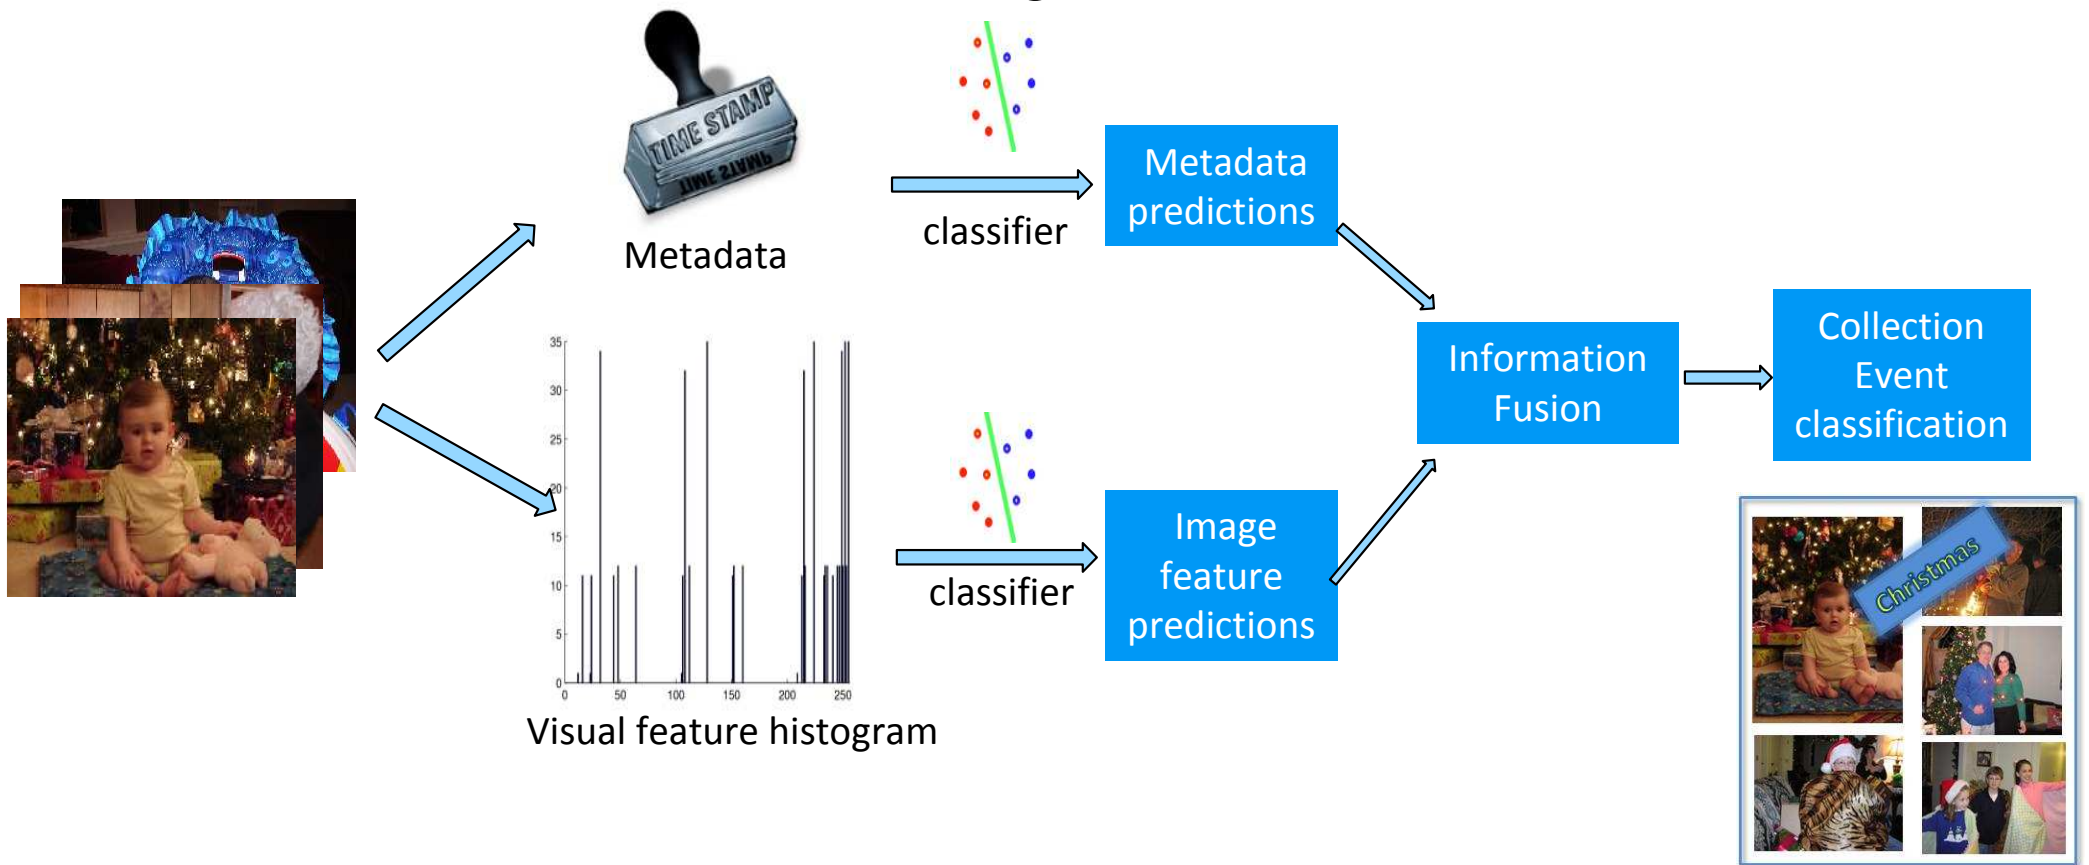 TIME STAMP
TIME STAMP
Metadata
classifier
Metadata
predictions
35
30
25
20
15
10
5
0
0
50
100
150
200
250
Visual feature histogram
classifier
Image
feature
predictions
Information
Fusion
Collection
Event
classification
Christmas